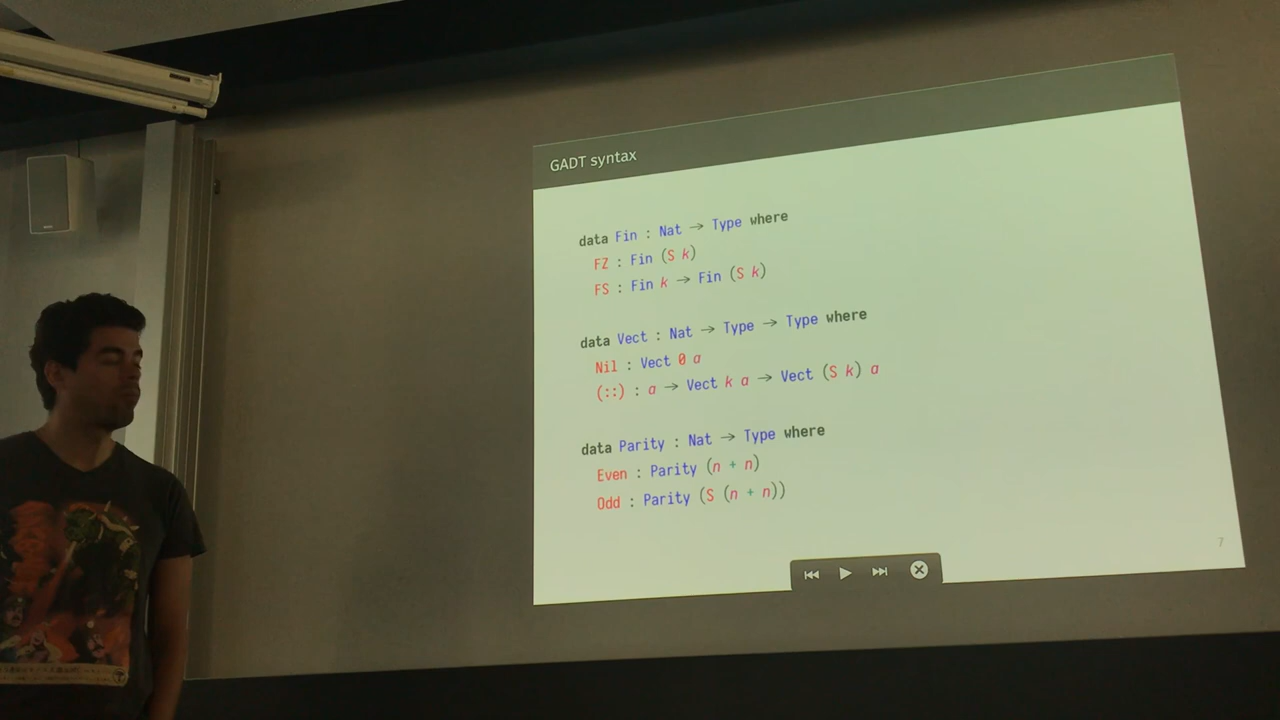 GADT syntax
data Fin : Nat → Type where
FZ : Fin (S k)
FS : Fin k → Fin (S k)
data Vect : Nat → Type → Type where
Nil : Vect 0 a
(::) : a → Vect k a → Vect (S k) a
data Parity : Nat → Type where
Even : Parity (n + n)
Odd : Parity (S (n + n))
7